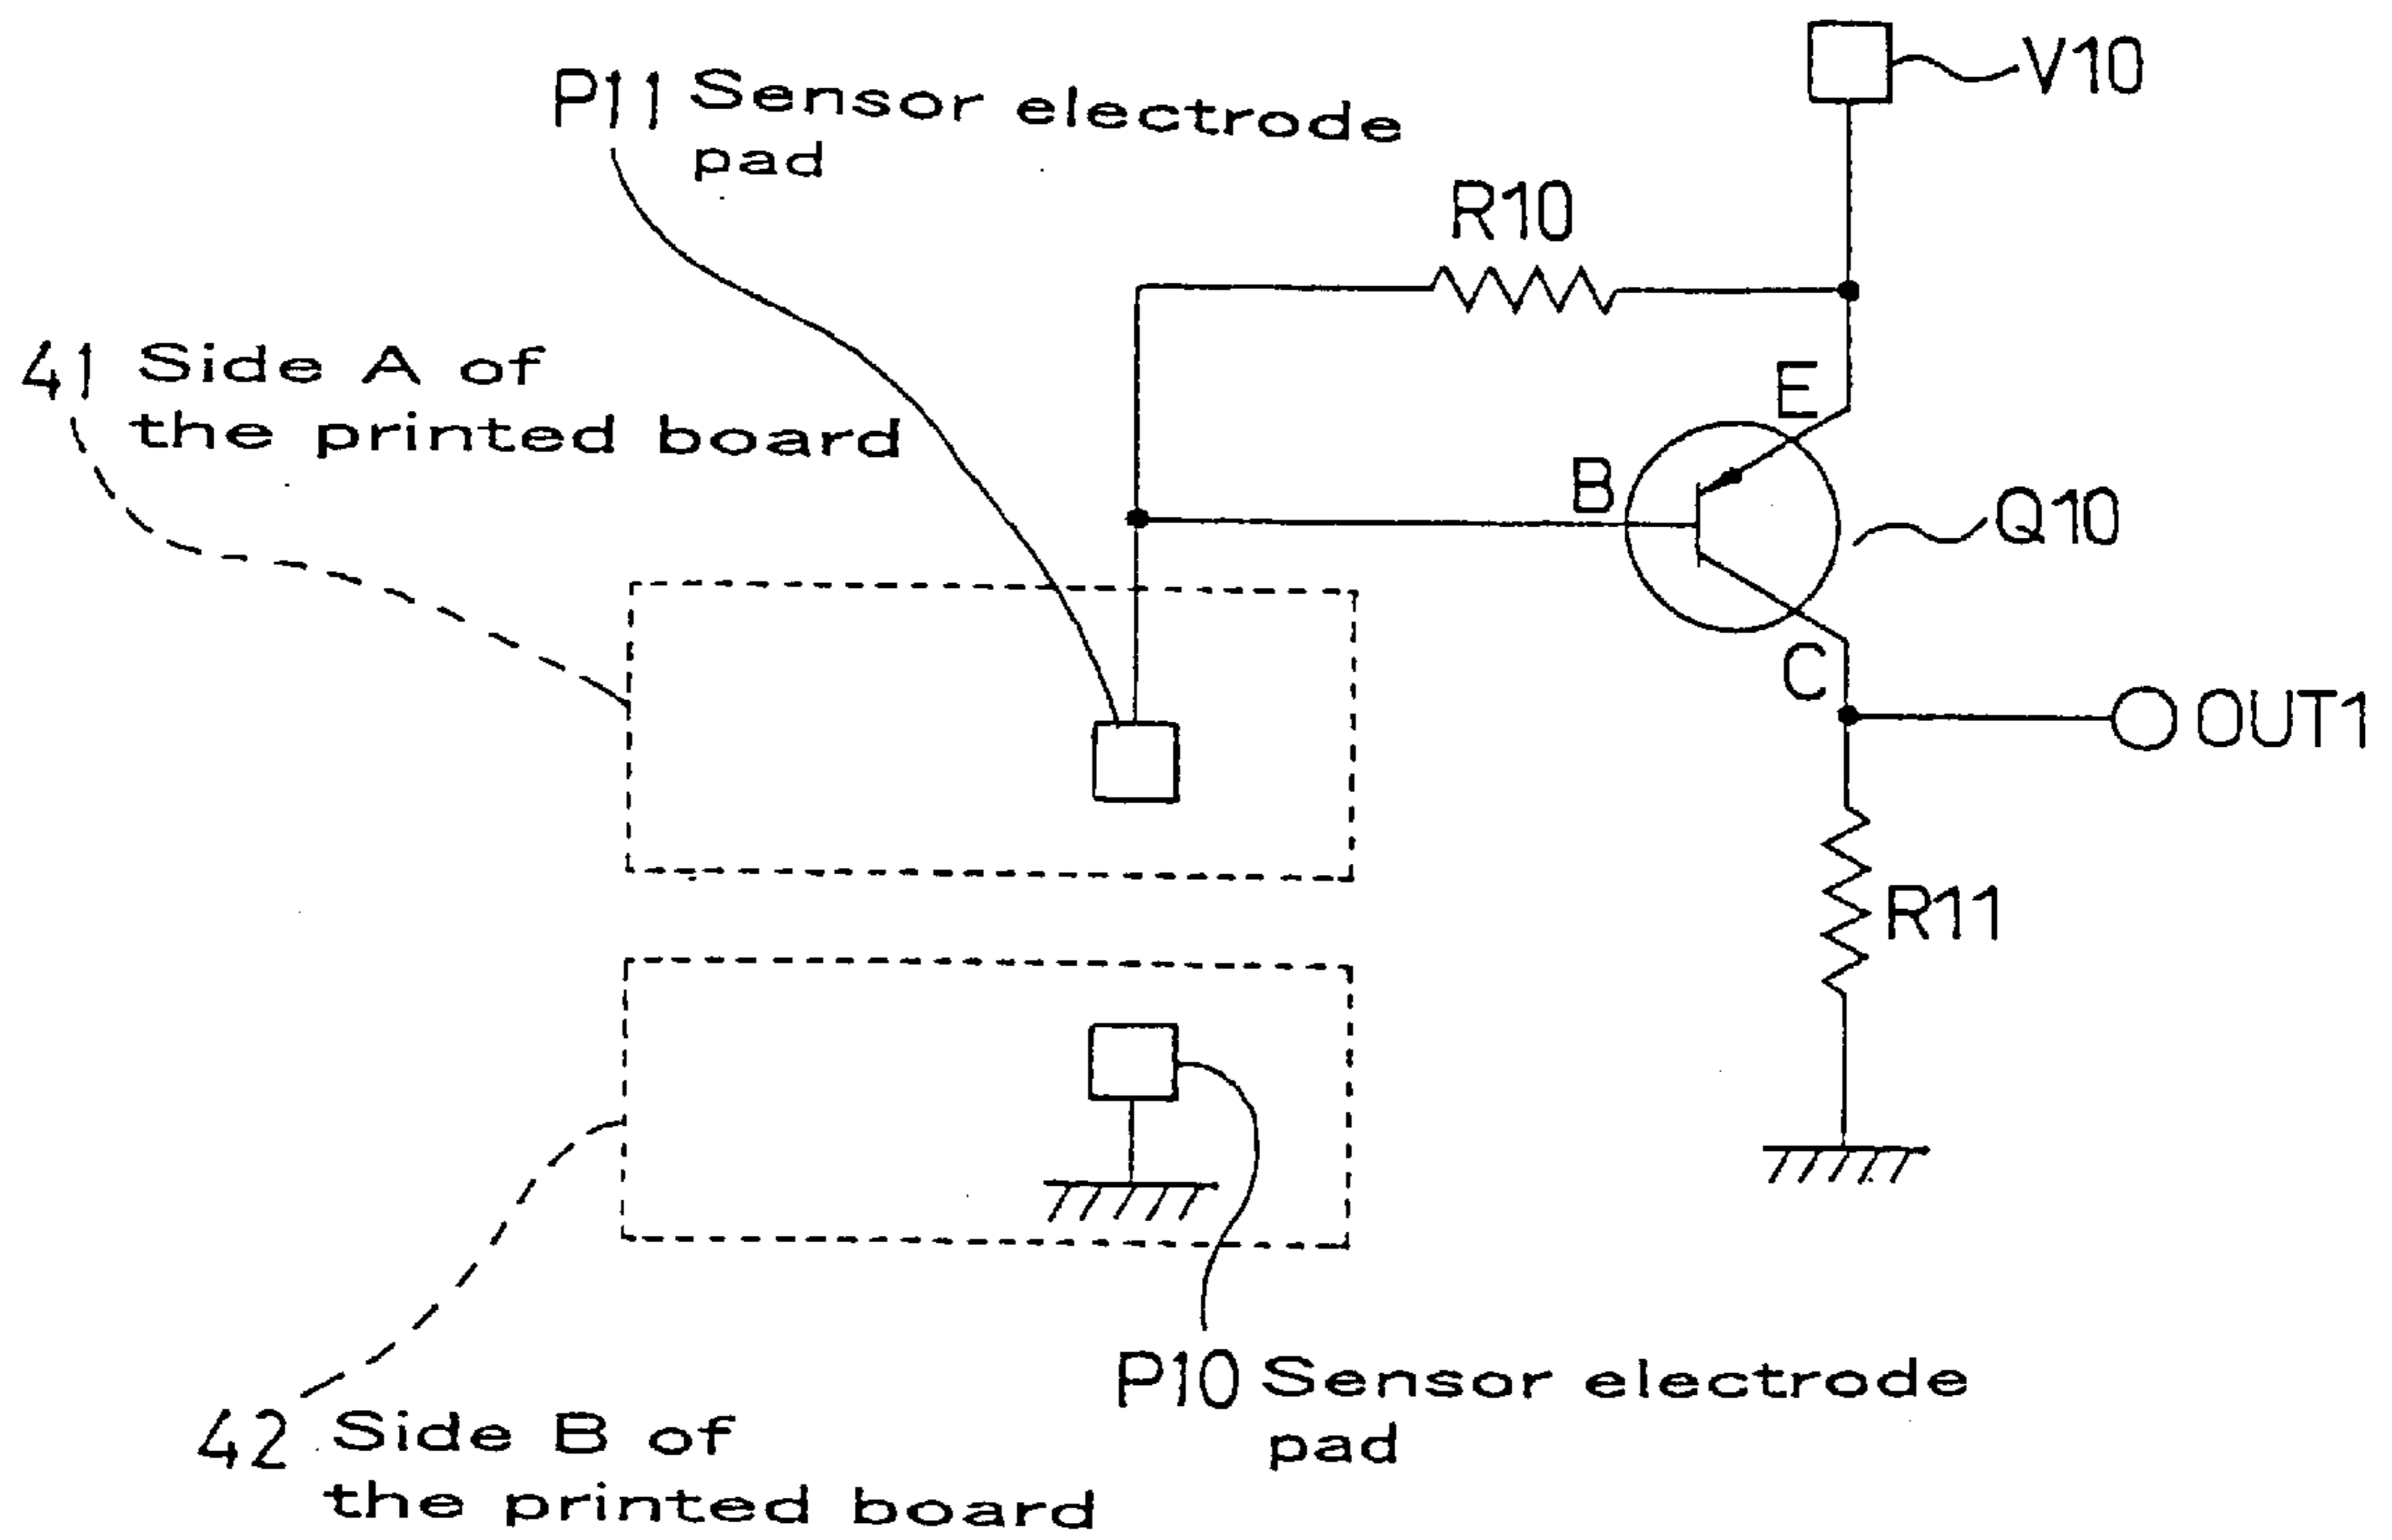 V10
P11 Sensor electrode
pad
R10
41 Side A of
the printed board
E
B
Q10
C
OUT1
R11
P10 Sensor electrode
pad
42 Side B of
the printed board